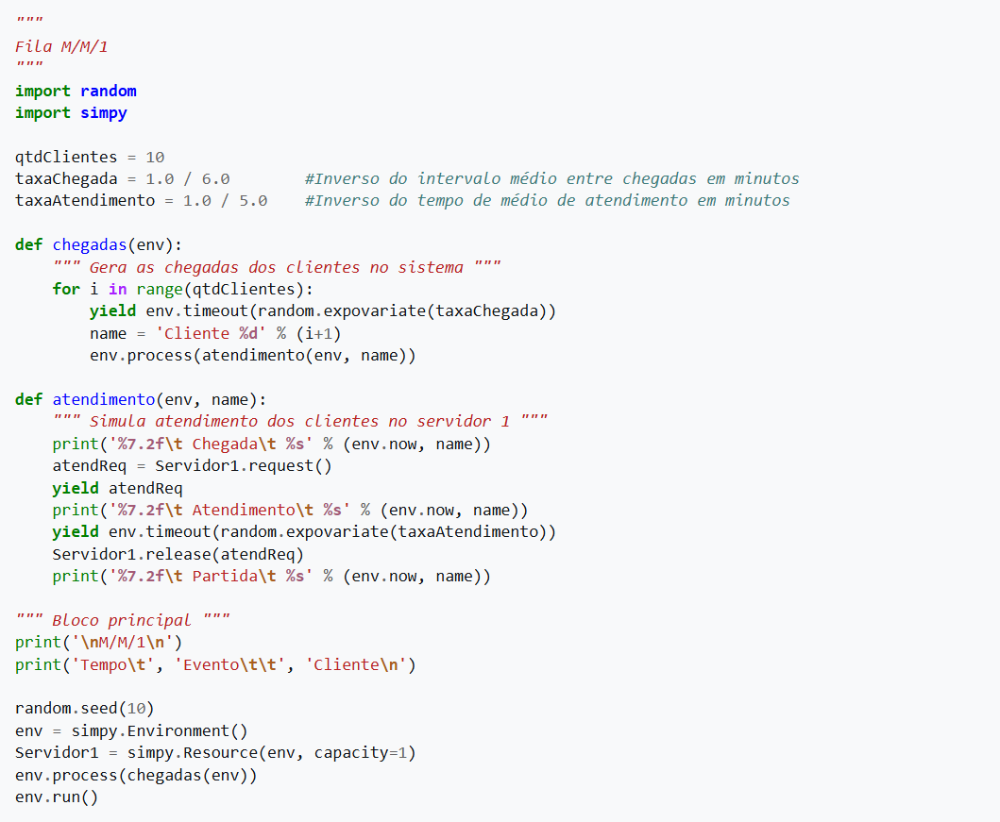 """
Fila M/M/1
"""
import random
import simpy

qtdClientes = 10
taxaChegada = 1.0 / 6.0        #Inverso do intervalo médio entre chegadas em minutos
taxaAtendimento = 1.0 / 5.0    #Inverso do tempo de médio de atendimento em minutos

def chegadas(env):
    """ Gera as chegadas dos clientes no sistema """
    for i in range(qtdClientes):
        yield env.timeout(random.expovariate(taxaChegada))
        name = 'Cliente %d' % (i+1)
        env.process(atendimento(env, name))

def atendimento(env, name):
    """ Simula atendimento dos clientes no servidor 1 """
    print('%7.2f\t Chegada\t %s' % (env.now, name))
    atendReq = Servidor1.request()
    yield atendReq
    print('%7.2f\t Atendimento\t %s' % (env.now, name))
    yield env.timeout(random.expovariate(taxaAtendimento))
    Servidor1.release(atendReq)
    print('%7.2f\t Partida\t %s' % (env.now, name))

""" Bloco principal """
print('\nM/M/1\n')
print('Tempo\t', 'Evento\t\t', 'Cliente\n')

random.seed(10)
env = simpy.Environment()
Servidor1 = simpy.Resource(env, capacity=1)
env.process(chegadas(env))
env.run()